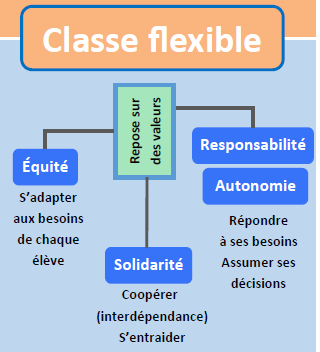 Classe flexible
Repose sur
des valeurs
Équité
S'adapter
aux besoins
de chaque
élève
Solidarité
Coopérer
(interdépendance)
S'entraider
Responsabilité
Autonomie
Répondre
à ses besoins
Assumer ses
décisions